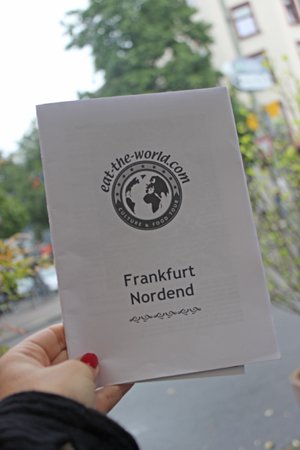 eat-the-world.com
CULTURE & FOOD TOUR
Frankfurt
Nordend